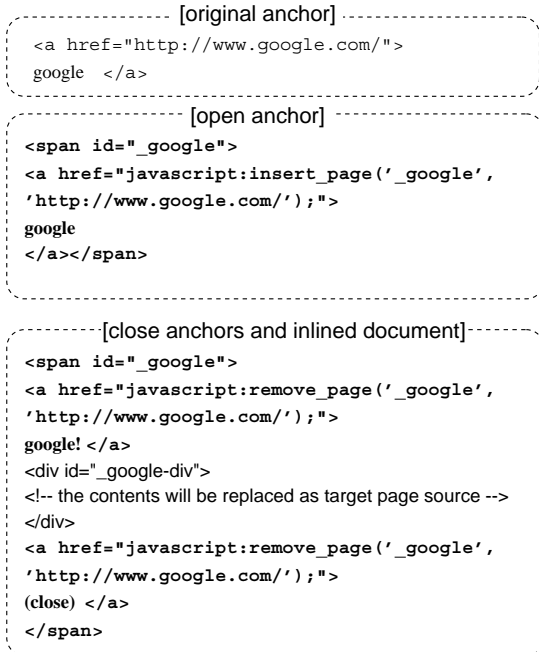 [original anchor]
<a href="http://www.google.com/">
google </a>
[open anchor]
<span id="_google">
<a href="javascript:insert_page(’_google’,
’http://www.google.com/’);">
google
</a></span>
[close anchors and inlined document]
<span id="_google">
<a href="javascript:remove_page(’_google’,
’http://www.google.com/’);">
google! </a>
<div id="_google-div">
<!-- the contents will be replaced as target page source -->
</div>
<a href="javascript:remove_page(’_google’,
’http://www.google.com/’);">
(close) </a>
</span>